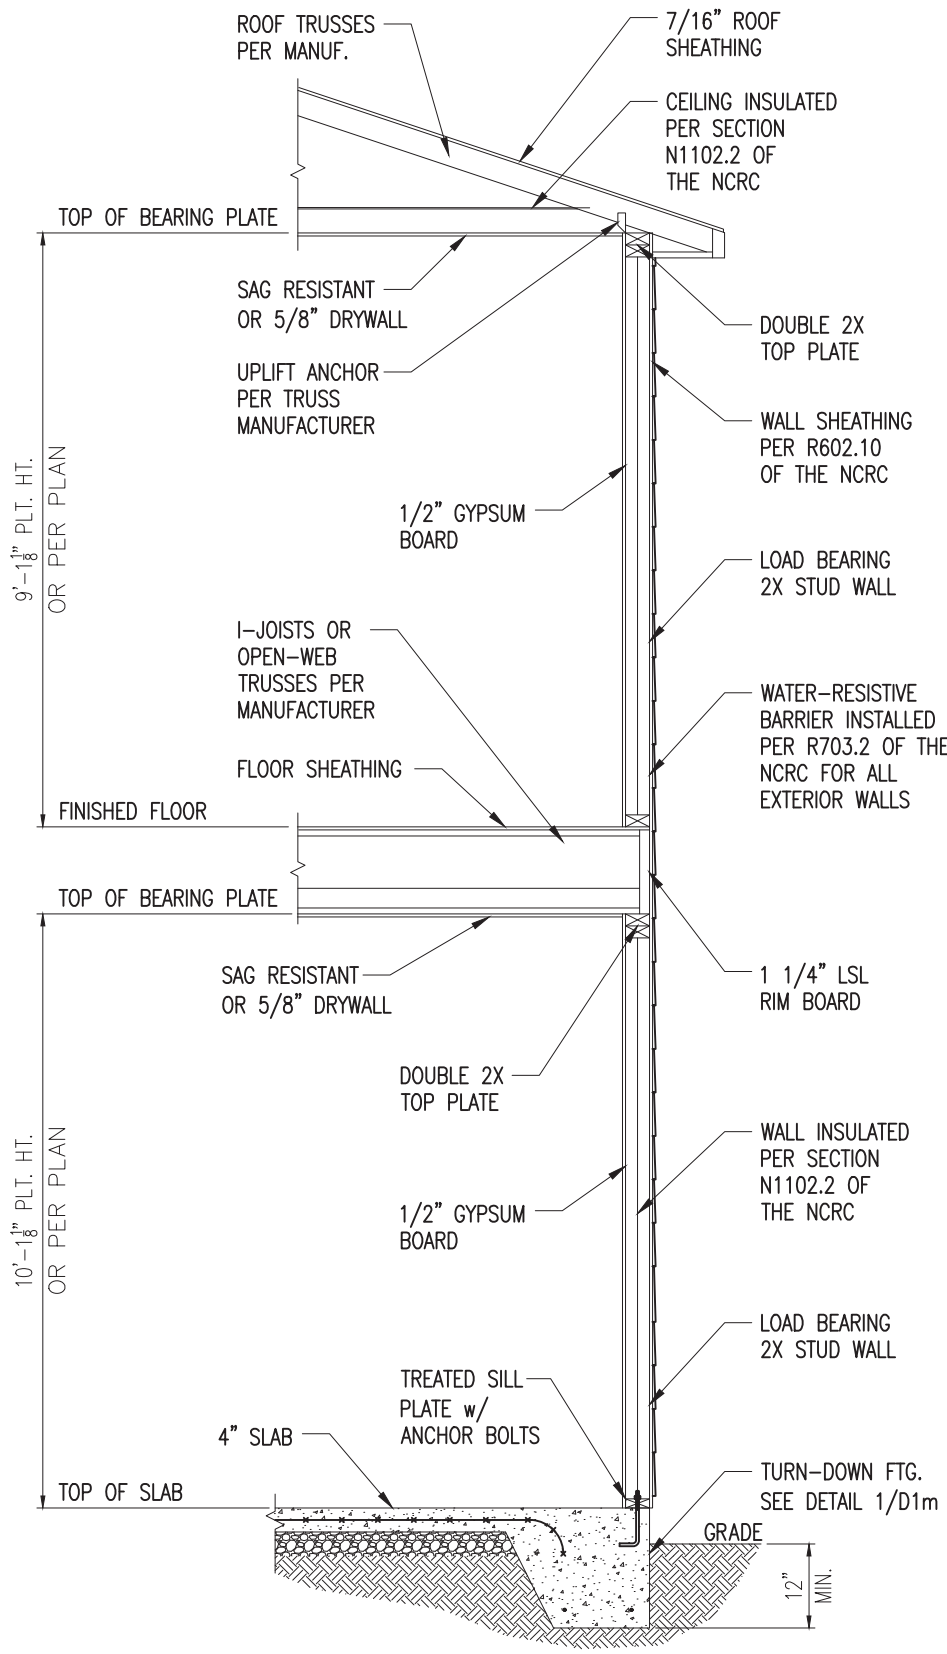 ROOF TRUSSES
PER MANUF.
7/16" ROOF
SHEATHING
CEILING INSULATED
PER SECTION
N1102.2 OF
THE NCRC
TOP OF BEARING PLATE
SAG RESISTANT
OR 5/8" DRYWALL
DOUBLE 2X
TOP PLATE
UPLIFT ANCHOR
PER TRUSS
MANUFACTURER
WALL SHEATHING
PER R602.10
OF THE NCRC
9'-1 1/8" PLT. HT.
OR PER PLAN
1/2" GYPSUM
BOARD
LOAD BEARING
2X STUD WALL
I-JOISTS OR
OPEN-WEB
TRUSSES PER
MANUFACTURER
WATER-RESISTIVE
BARRIER INSTALLED
PER R703.2 OF THE
NCRC FOR ALL
EXTERIOR WALLS
FLOOR SHEATHING
FINISHED FLOOR
TOP OF BEARING PLATE
SAG RESISTANT
OR 5/8" DRYWALL
1 1/4" LSL
RIM BOARD
DOUBLE 2X
TOP PLATE
WALL INSULATED
PER SECTION
N1102.2 OF
THE NCRC
10'-1 1/8" PLT. HT.
OR PER PLAN
1/2" GYPSUM
BOARD
LOAD BEARING
2X STUD WALL
TREATED SILL
PLATE w/
ANCHOR BOLTS
4" SLAB
TOP OF SLAB
TURN-DOWN FTG.
SEE DETAIL 1/D1m
GRADE
12"
MIN.